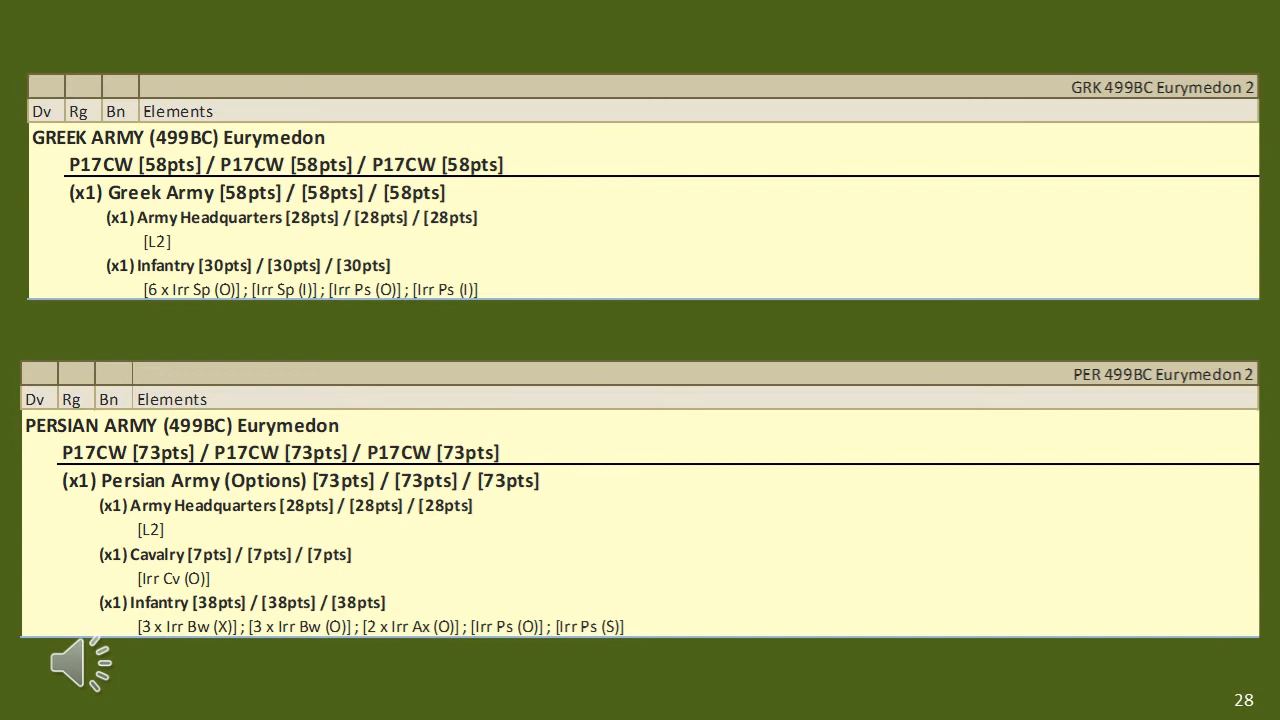 GRK 499BC Eurymedon 2
Dv Rg Bn Elements
GREEK ARMY (499BC) Eurymedon
P17CW [58pts] / P17CW [58pts] / P17CW [58pts]
(x1) Greek Army [58pts] / [58pts] / [58pts]
(x1) Army Headquarters [28pts] / [28pts] / [28pts]
[L2]
(x1) Infantry [30pts] / [30pts] / [30pts]
[6 x Irr Sp (O)] ; [Irr Sp (I)] ; [Irr Ps (O)] ; [Irr Ps (I)]
PER 499BC Eurymedon 2
Dv Rg Bn Elements
PERSIAN ARMY (499BC) Eurymedon
P17CW [73pts] / P17CW [73pts] / P17CW [73pts]
(x1) Persian Army (Options) [73pts] / [73pts] / [73pts]
(x1) Army Headquarters [28pts] / [28pts] / [28pts]
[L2]
(x1) Cavalry [7pts] / [7pts] / [7pts]
[Irr Cv (O)]
(x1) Infantry [38pts] / [38pts] / [38pts]
[3 x Irr Bw (X)] ; [3 x Irr Bw (O)] ; [2 x Irr Ax (O)] ; [Irr Ps (O)] ; [Irr Ps (S)]
28